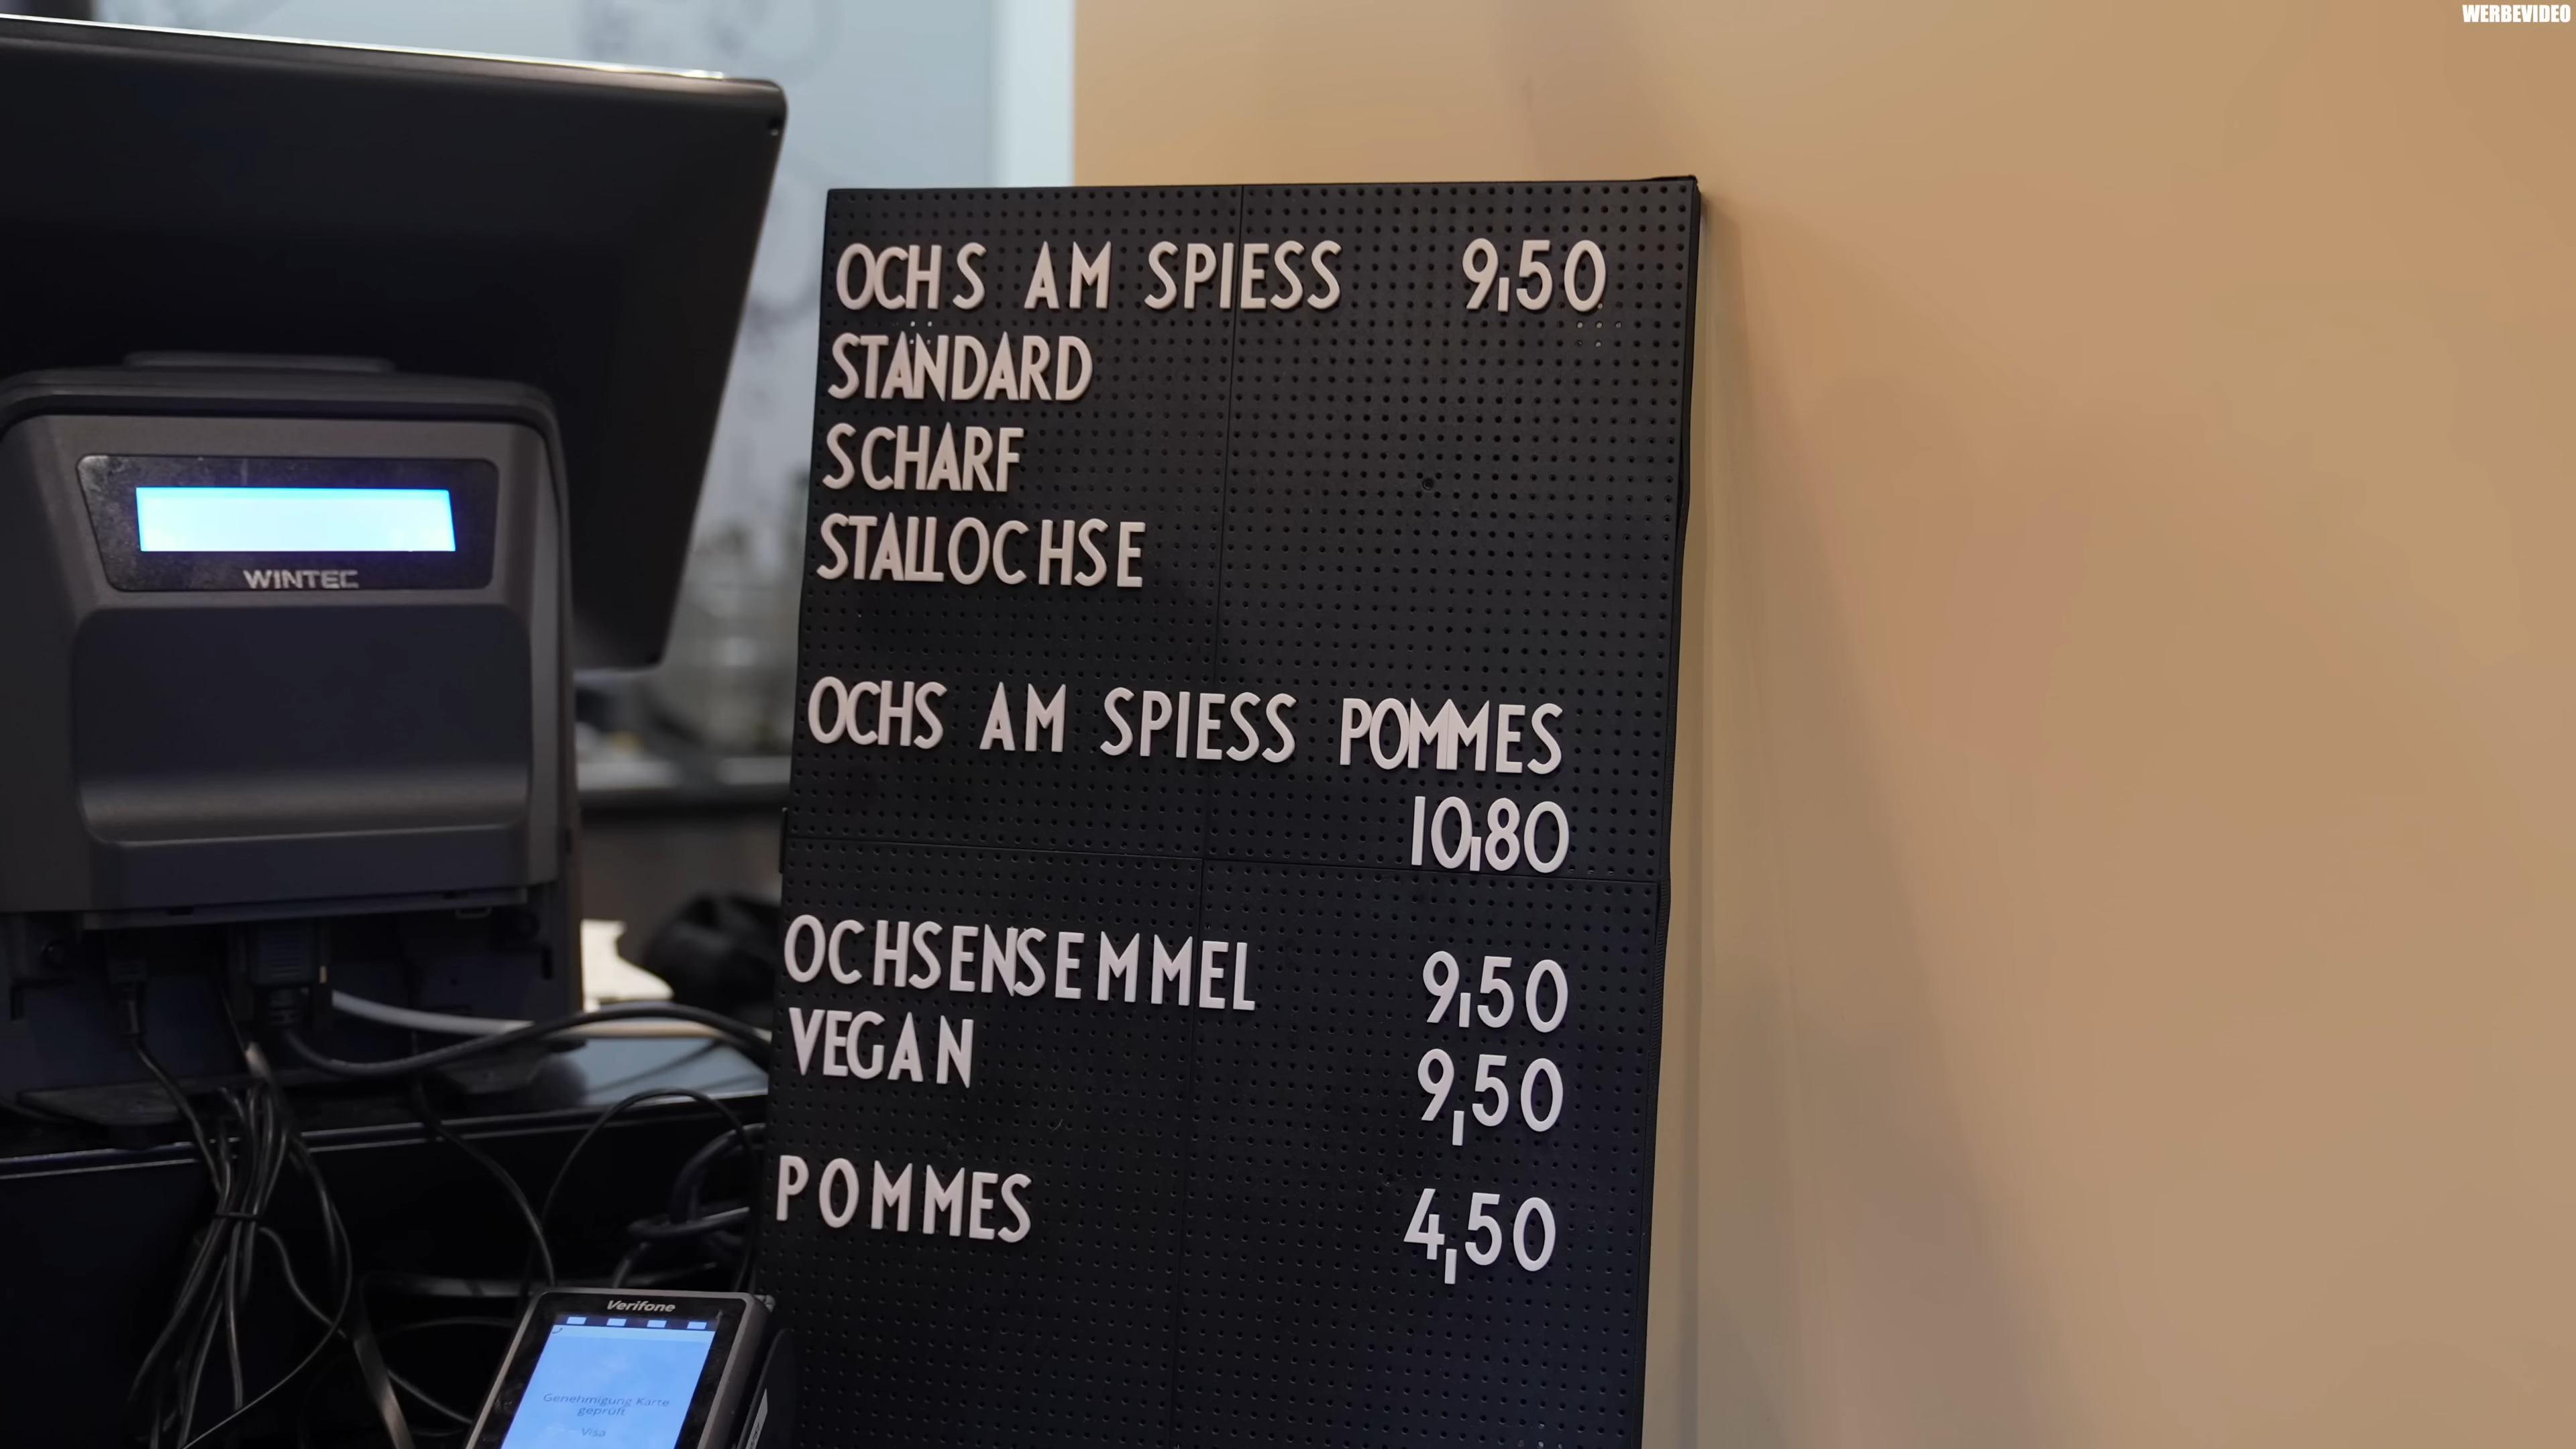 WERBEVIDEO
OCHS AM SPIESS 9,50
STANDARD
SCHARF
STALLOCHSE
OCHS AM SPIESS POMMES
10,80
OCHSENSEMMEL 9,50
VEGAN 9,50
POMMES 4,50
WINTEC
Verifone
Genehmigung Karte
geprüft
Visa